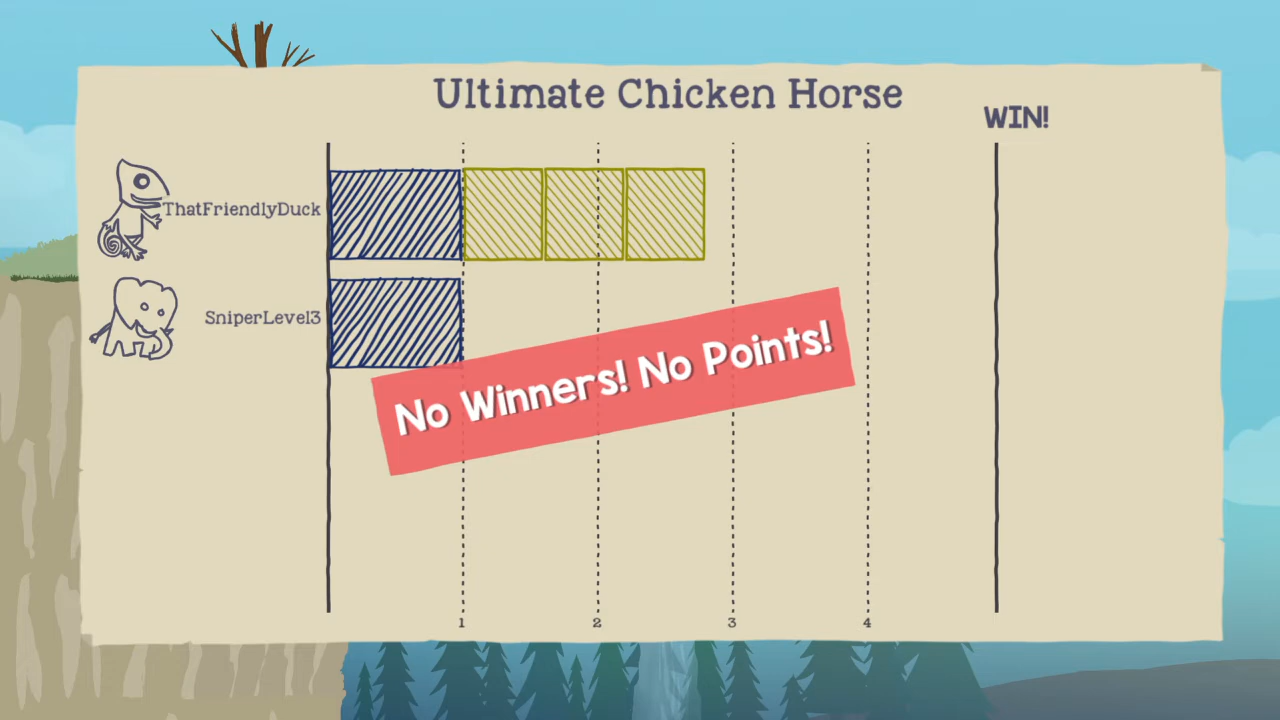 Ultimate Chicken Horse
WIN!
ThatFriendlyDuck
SniperLevel3
No Winners! No Points!
1 2 3 4